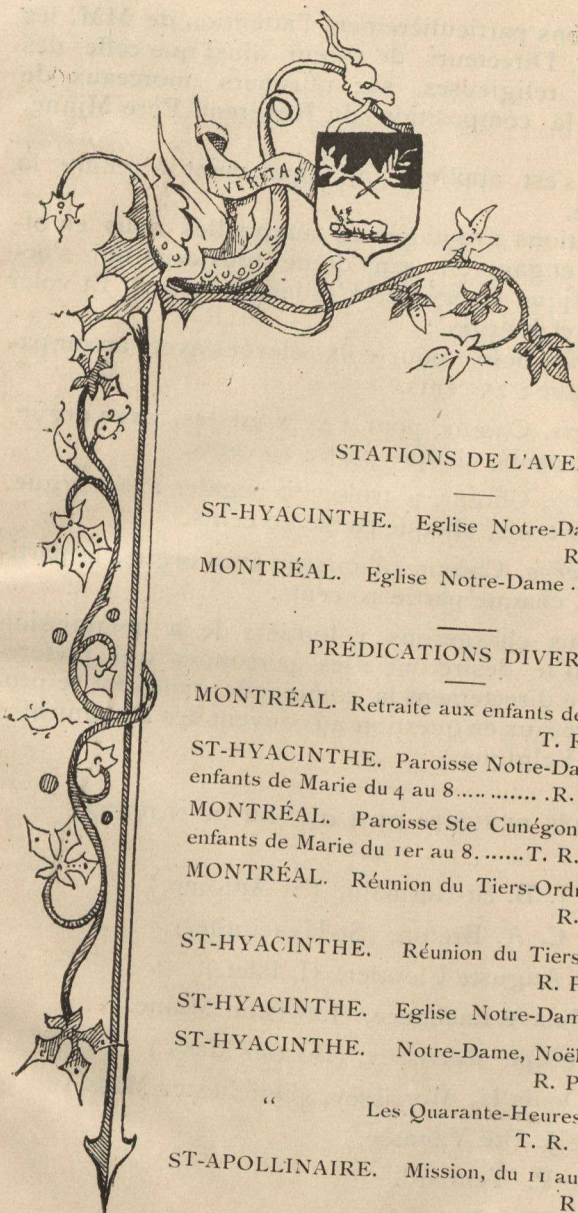 VERITAS
STATIONS DE L'AVE
ST-HYACINTHE. Eglise Notre-Da
R
MONTRÉAL. Eglise Notre-Dame .
PRÉDICATIONS DIVER
MONTRÉAL. Retraite aux enfants de
T. R
ST-HYACINTHE. Paroisse Notre-Da
enfants de Marie du 4 au 8............. .R.
MONTRÉAL. Paroisse Ste Cunégon
enfants de Marie du 1er au 8. .......T. R.
MONTRÉAL. Réunion du Tiers-Ordr
R.
ST-HYACINTHE. Réunion du Tiers
R. P
ST-HYACINTHE. Eglise Notre-Dam
ST-HYACINTHE. Notre-Dame, Noël
R. P
“ Les Quarante-Heures
T. R.
ST-APOLLINAIRE. Mission, du 11 au
R